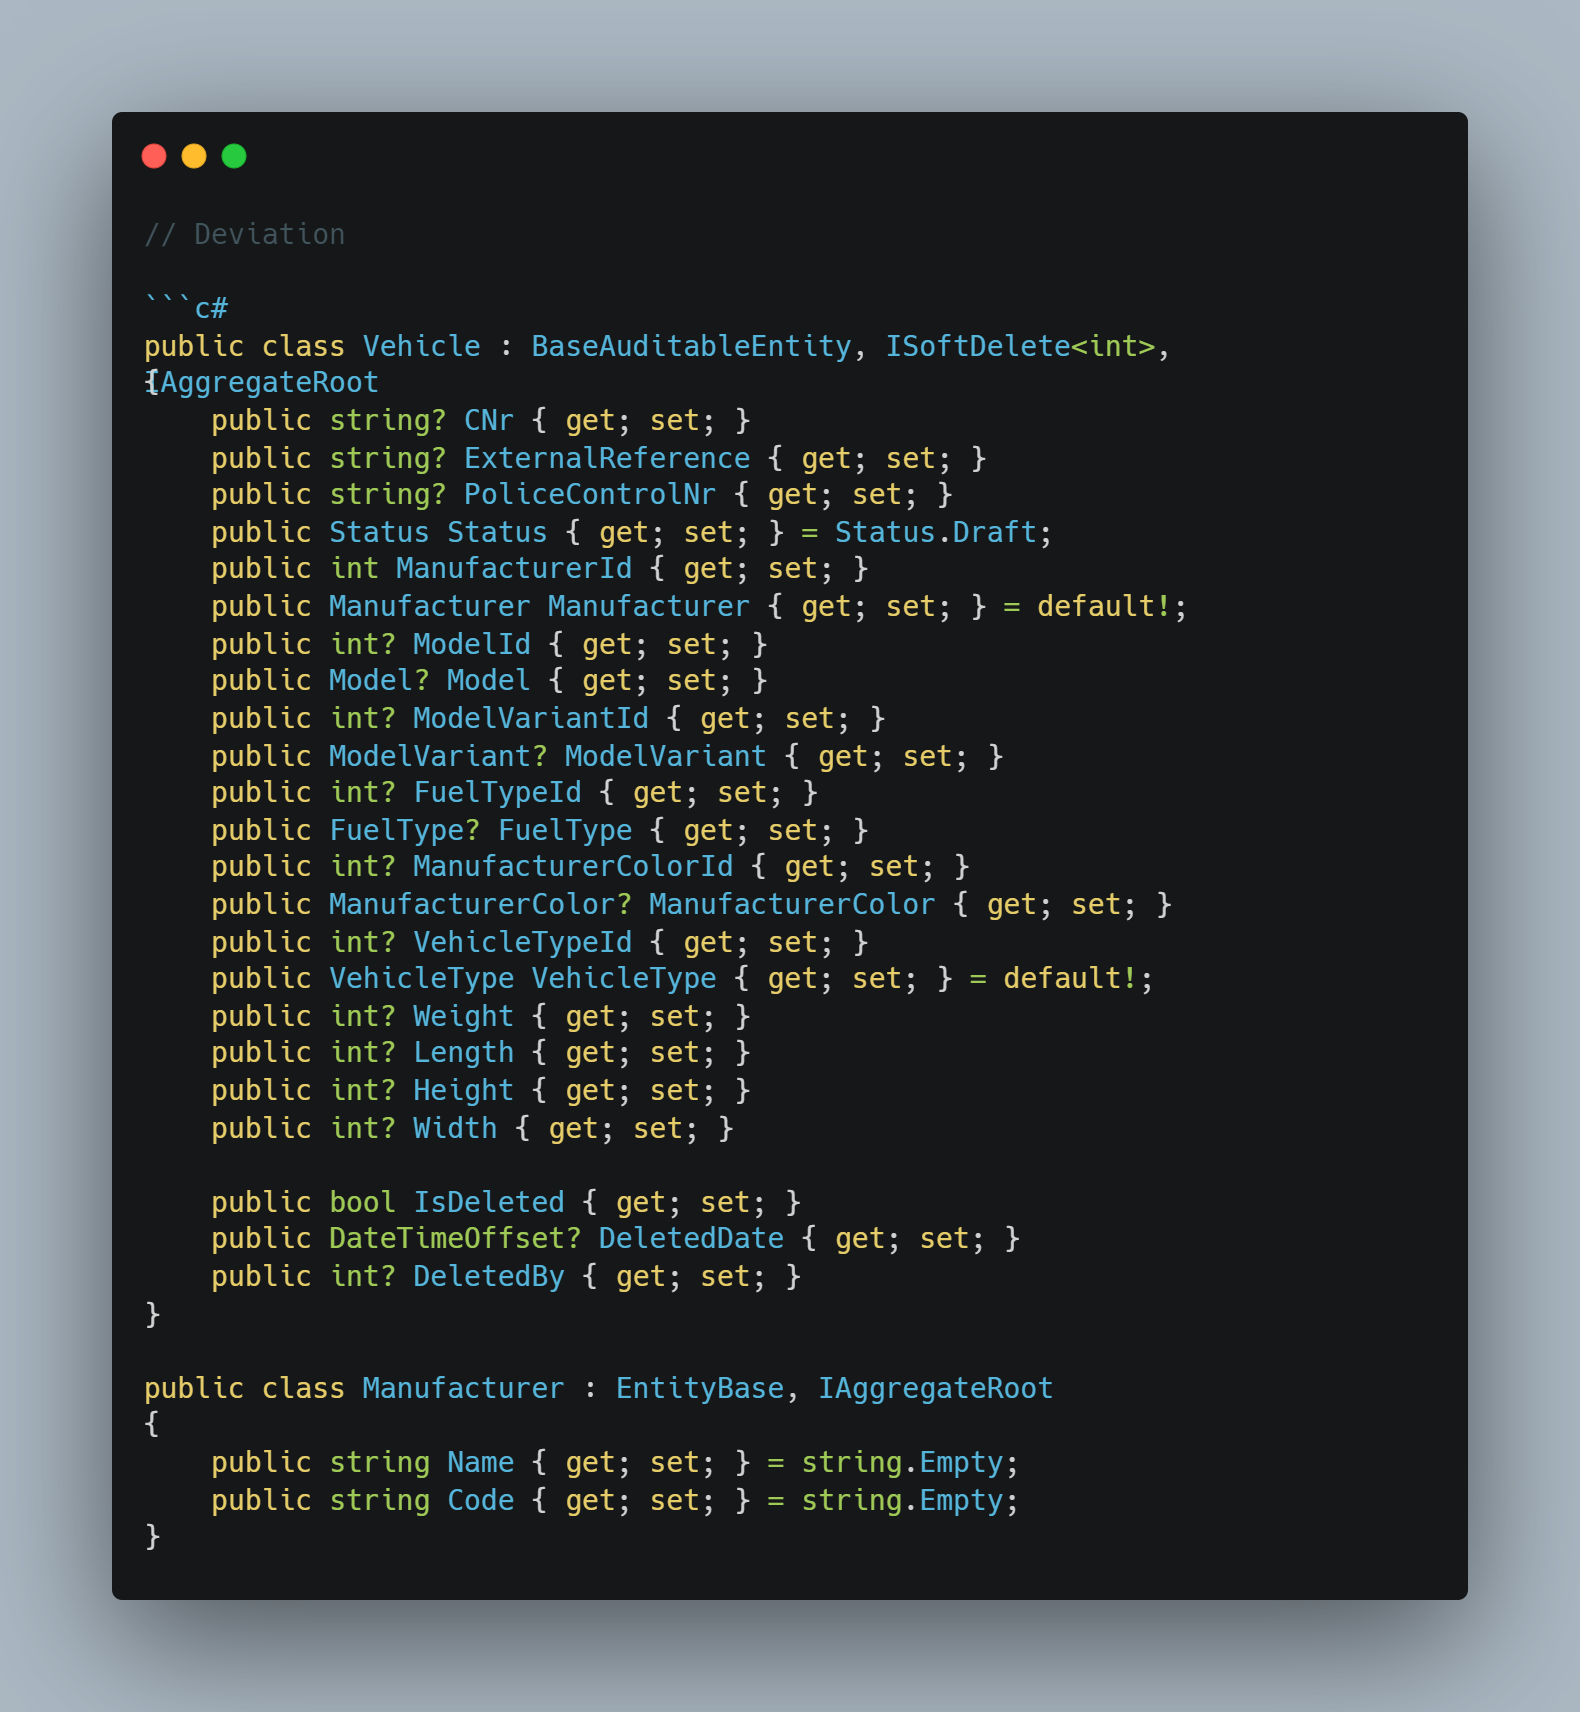 // Deviation
```c#
public class Vehicle : BaseAuditableEntity, ISoftDelete<int>,
IAggregateRoot
{
    public string? CNr { get; set; }
    public string? ExternalReference { get; set; }
    public string? PoliceControlNr { get; set; }
    public Status Status { get; set; } = Status.Draft;
    public int ManufacturerId { get; set; }
    public Manufacturer Manufacturer { get; set; } = default!;
    public int? ModelId { get; set; }
    public Model? Model { get; set; }
    public int? ModelVariantId { get; set; }
    public ModelVariant? ModelVariant { get; set; }
    public int? FuelTypeId { get; set; }
    public FuelType? FuelType { get; set; }
    public int? ManufacturerColorId { get; set; }
    public ManufacturerColor? ManufacturerColor { get; set; }
    public int? VehicleTypeId { get; set; }
    public VehicleType VehicleType { get; set; } = default!;
    public int? Weight { get; set; }
    public int? Length { get; set; }
    public int? Height { get; set; }
    public int? Width { get; set; }

    public bool IsDeleted { get; set; }
    public DateTimeOffset? DeletedDate { get; set; }
    public int? DeletedBy { get; set; }
}

public class Manufacturer : EntityBase, IAggregateRoot
{
    public string Name { get; set; } = string.Empty;
    public string Code { get; set; } = string.Empty;
}